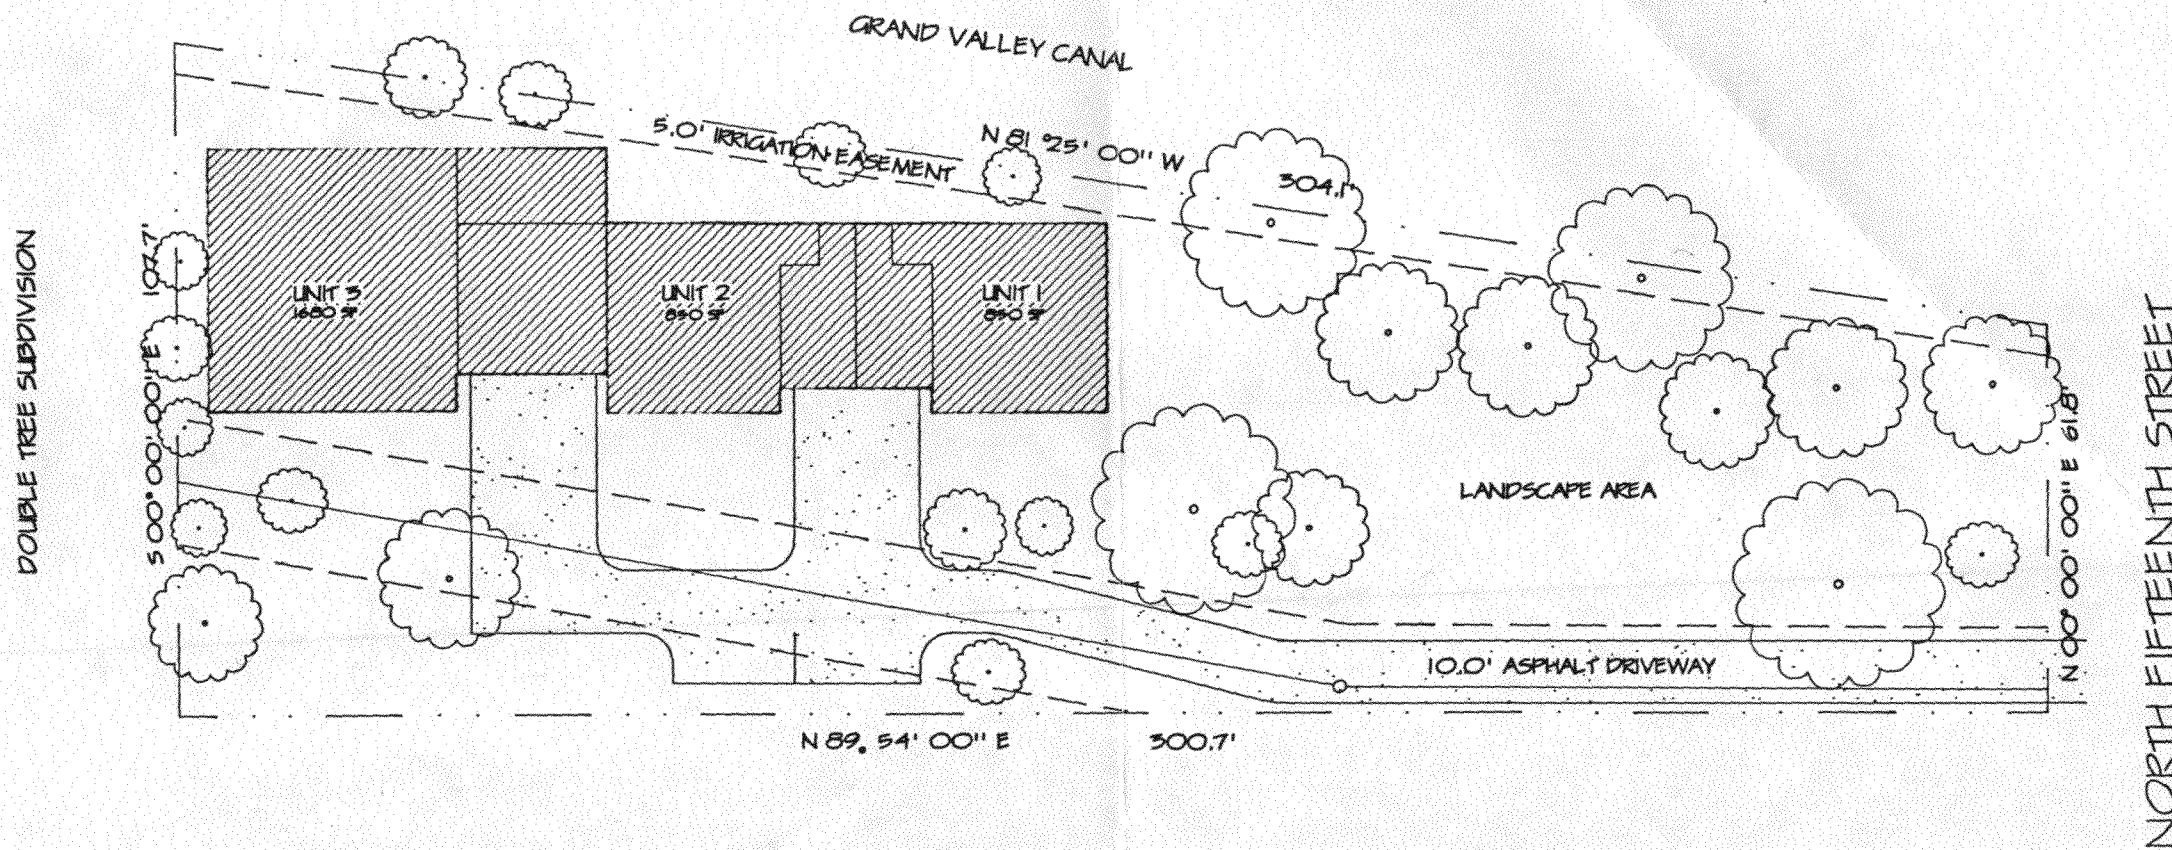 GRAND VALLEY CANAL
5.0' IRRIGATION EASEMENT
N 81°25' 00" W
304.1'
DOUBLE TREE SUBDIVISION
107.7'
S 00°00' 00" E
UNIT 3
1680 SF
UNIT 2
850 SF
UNIT 1
850 SF
LANDSCAPE AREA
10.0' ASPHALT DRIVEWAY
N 00° 00' 00" E 61.8'
NORTH FIFTEENTH STREET
N 89° 54' 00" E
300.7'